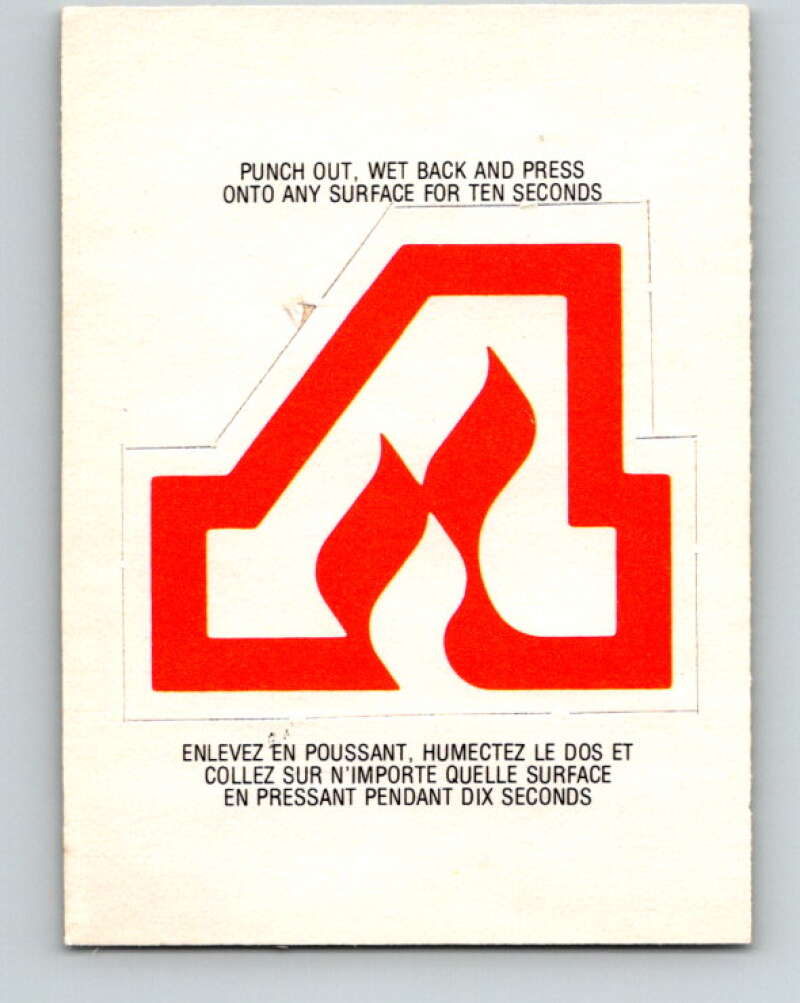 PUNCH OUT, WET BACK AND PRESS
ONTO ANY SURFACE FOR TEN SECONDS
ENLEVEZ EN POUSSANT, HUMECTEZ LE DOS ET
COLLEZ SUR N'IMPORTE QUELLE SURFACE
EN PRESSANT PENDANT DIX SECONDS